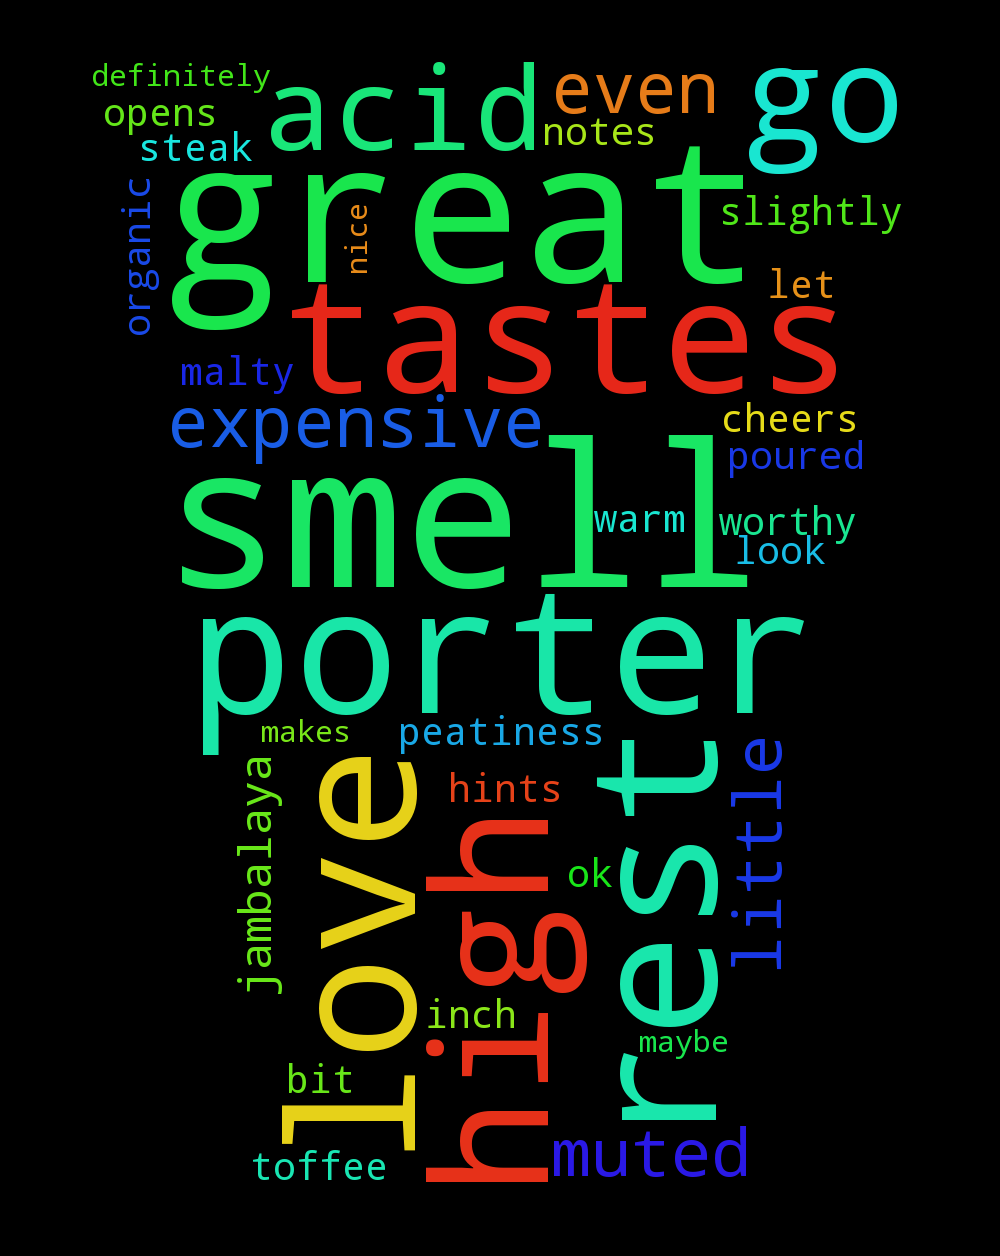 definitely
acid
even
go
opens
notes
steak
great
organic
nice
slightly
let
tastes
malty
expensive
cheers
poured
smell
warm
worthy
look
porter
makes
peatiness
jambalaya
love
hints
high
rest
little
ok
inch
maybe
bit
toffee
muted